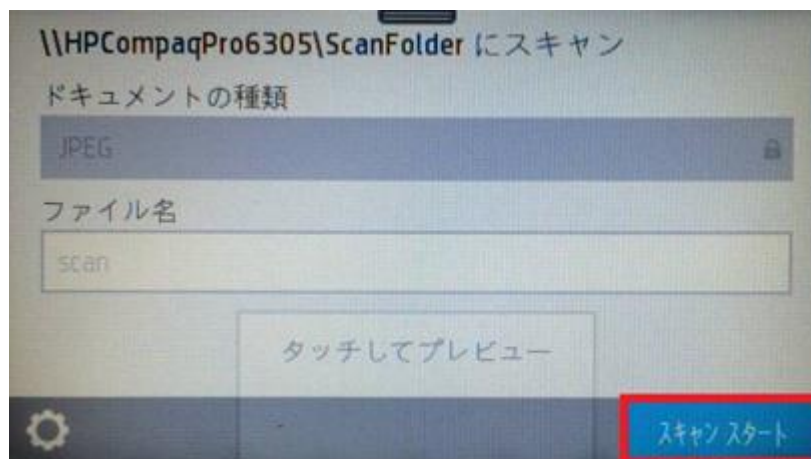 \\HPCompaqPro6305\ScanFolder にスキャン
ドキュメントの種類
JPEG
ファイル名
scan
タッチしてプレビュー
スキャン スタート